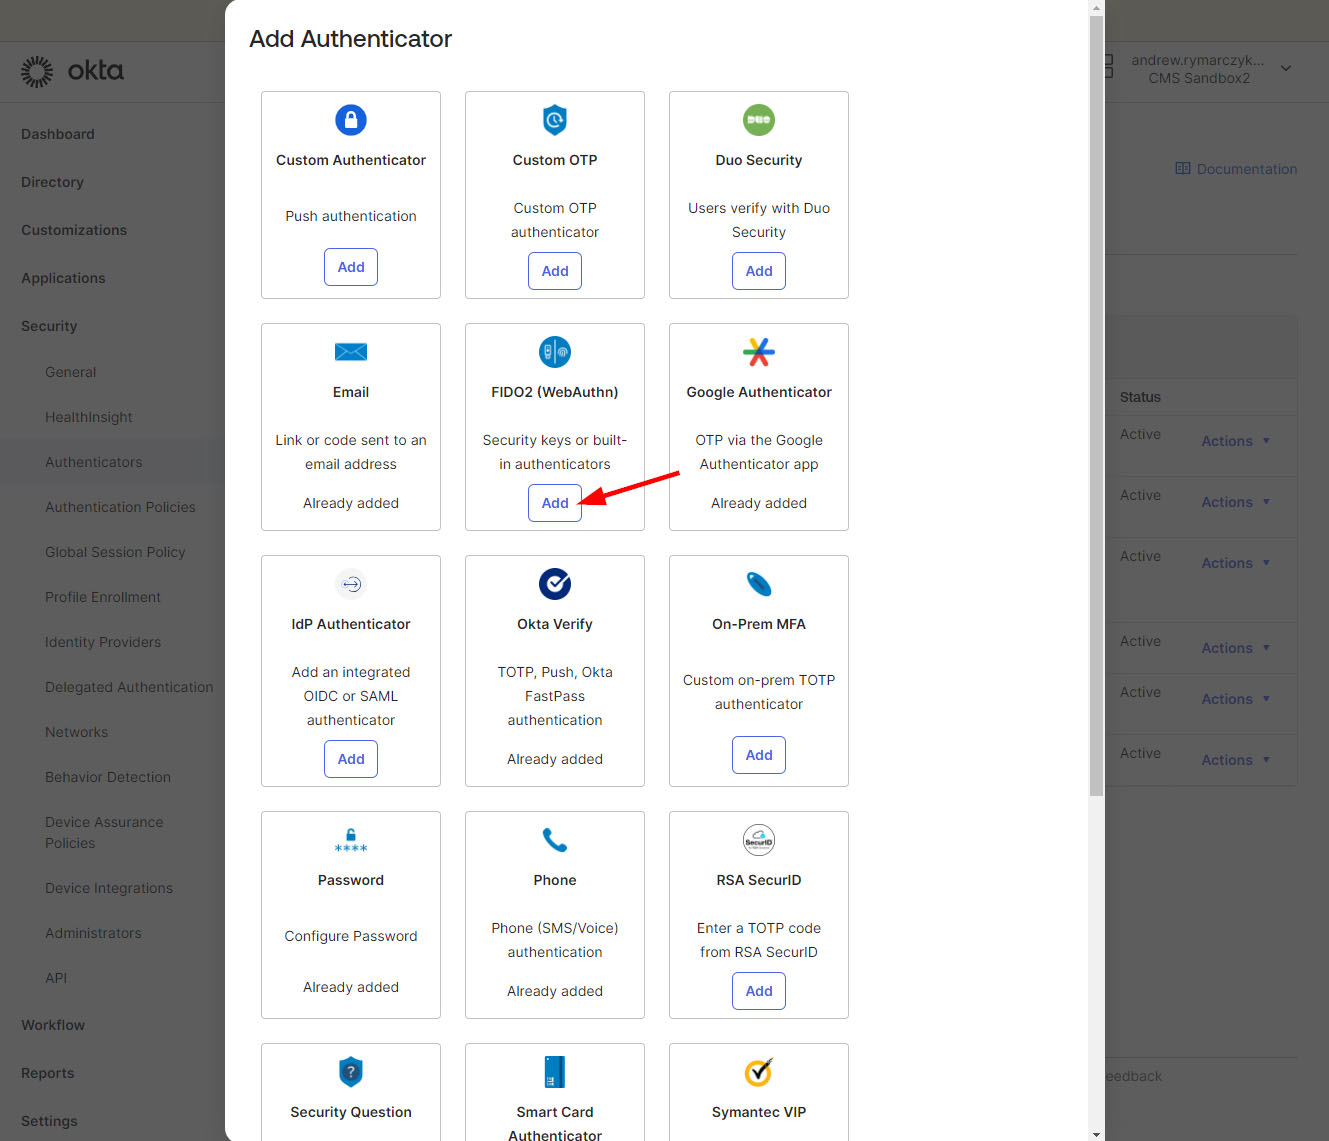 Add Authenticator
okta
andrew.rymarczyk...
CMS Sandbox2
Dashboard
Directory
Customizations
Applications
Security
General
HealthInsight
Authenticators
Authentication Policies
Global Session Policy
Profile Enrollment
Identity Providers
Delegated Authentication
Networks
Behavior Detection
Device Assurance
Policies
Device Integrations
Administrators
API
Workflow
Reports
Settings
Custom Authenticator
Push authentication
Add
Custom OTP
Custom OTP
authenticator
Add
DUO
Duo Security
Users verify with Duo
Security
Add
Email
Link or code sent to an
email address
Already added
FIDO2 (WebAuthn)
Security keys or built-
in authenticators
Add
Google Authenticator
OTP via the Google
Authenticator app
Already added
IdP Authenticator
Add an integrated
OIDC or SAML
authenticator
Add
Okta Verify
TOTP, Push, Okta
FastPass
authentication
Already added
On-Prem MFA
Custom on-prem TOTP
authenticator
Add
****
Password
Configure Password
Already added
Phone
Phone (SMS/Voice)
authentication
Already added
SecurID
RSA SecurID
Enter a TOTP code
from RSA SecurID
Add
?
Security Question
Smart Card
Authenticator
Symantec VIP
Documentation
Status
Active Actions
Active Actions
Active Actions
Active Actions
Active Actions
Active Actions
eedback